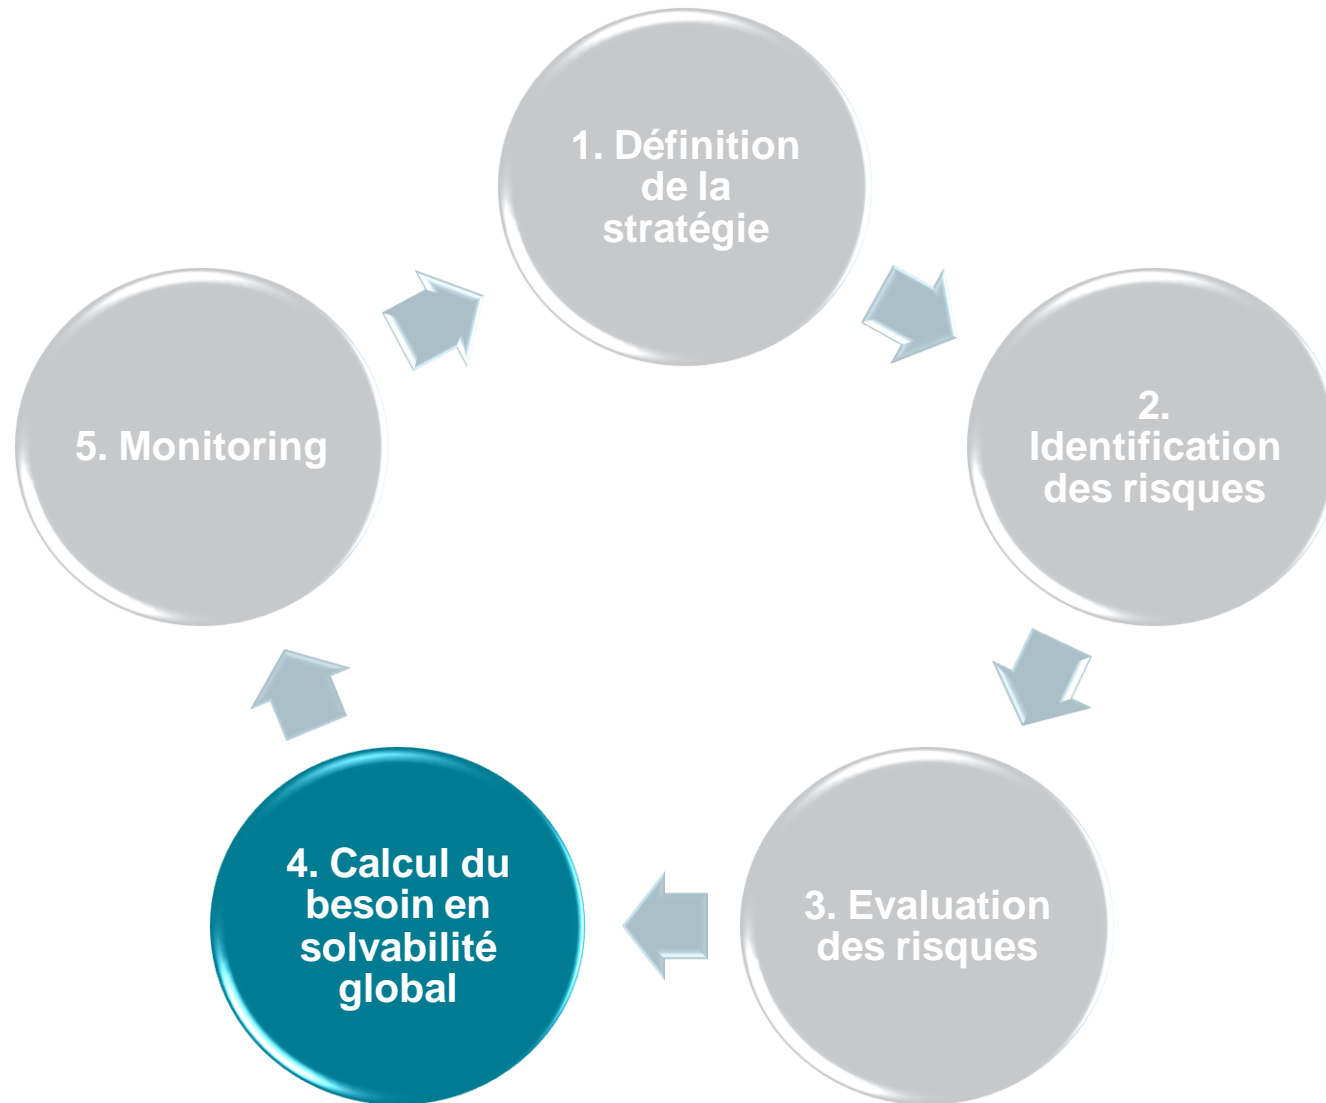 1. Définition
de la
stratégie
2.
Identification
des risques
3. Evaluation
des risques
4. Calcul du
besoin en
solvabilité
global
5. Monitoring